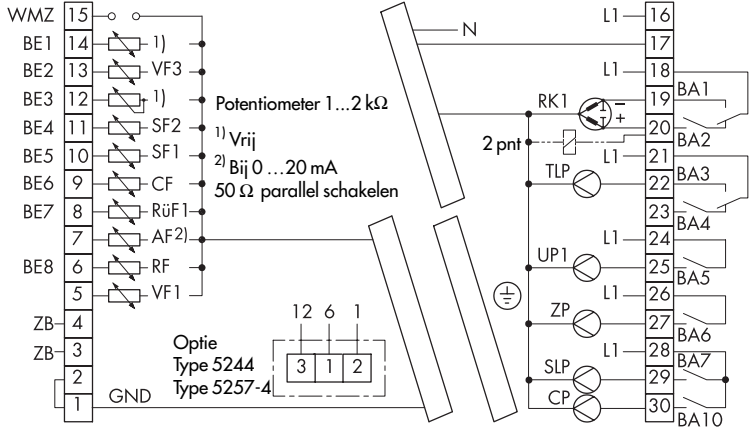 WMZ 15
BE1 14 1)
BE2 13 VF3
BE3 12 1)
BE4 11 SF2
BE5 10 SF1
BE6 9 CF
BE7 8 RüF1
7 AF2)
BE8 6 RF
5 VF1
ZB 4
ZB 3
2
1 GND
Potentiometer 1...2 kΩ
1) Vrij
2) Bij 0 ...20 mA
50 Ω parallel schakelen
Optie
Type 5244
Type 5257-4
12 6 1
3 1 2
N
L1 16
17
L1 18
BA1
RK1 − + 19
20
BA2
2 pnt
L1 21
BA3
TLP 22
23
BA4
L1 24
UP1 25
BA5
L1 26
ZP 27
BA6
L1 28
BA7
SLP 29
CP 30
BA10